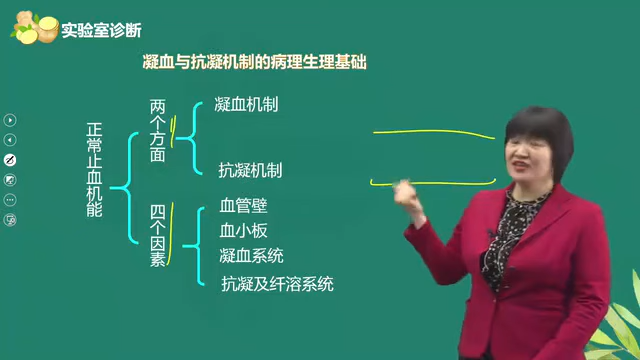 实验室诊断
凝血与抗凝机制的病理生理基础
正常止血机能
两个方面
凝血机制
抗凝机制
四个因素
血管壁
血小板
凝血系统
抗凝及纤溶系统